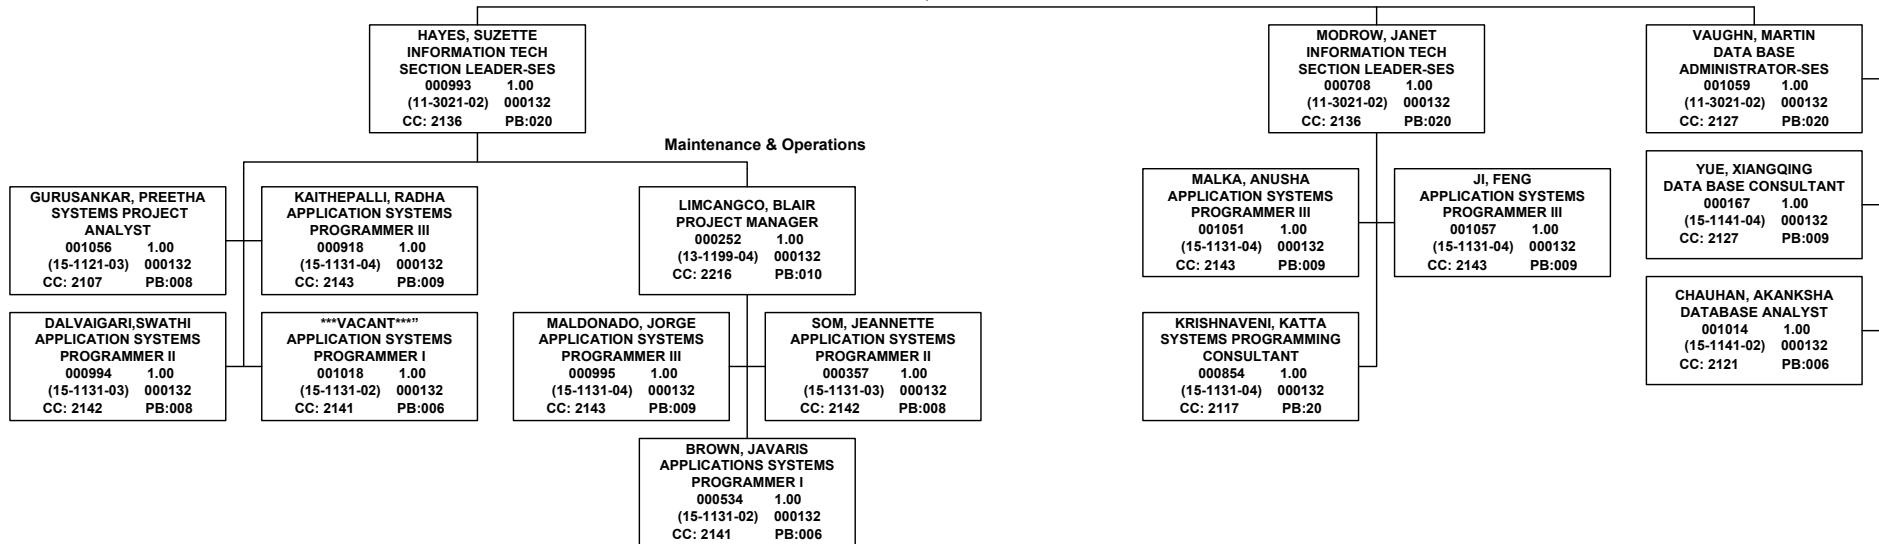 HAYES, SUZETTE
INFORMATION TECH
SECTION LEADER-SES
000993 1.00
(11-3021-02) 000132
CC: 2136 PB:020
MODROW, JANET
INFORMATION TECH
SECTION LEADER-SES
000708 1.00
(11-3021-02) 000132
CC: 2136 PB:020
VAUGHN, MARTIN
DATA BASE
ADMINISTRATOR-SES
001059 1.00
(11-3021-02) 000132
CC: 2127 PB:020
Maintenance & Operations
GURUSANKAR, PREETHA
SYSTEMS PROJECT
ANALYST
001056 1.00
(15-1121-03) 000132
CC: 2107 PB:008
KAITHEPALLI, RADHA
APPLICATION SYSTEMS
PROGRAMMER III
000918 1.00
(15-1131-04) 000132
CC: 2143 PB:009
LIMCANGCO, BLAIR
PROJECT MANAGER
000252 1.00
(13-1199-04) 000132
CC: 2216 PB:010
MALKA, ANUSHA
APPLICATION SYSTEMS
PROGRAMMER III
001051 1.00
(15-1131-04) 000132
CC: 2143 PB:009
JI, FENG
APPLICATION SYSTEMS
PROGRAMMER III
001057 1.00
(15-1131-04) 000132
CC: 2143 PB:009
YUE, XIANGQING
DATA BASE CONSULTANT
000167 1.00
(15-1141-04) 000132
CC: 2127 PB:009
DALVAIGARI,SWATHI
APPLICATION SYSTEMS
PROGRAMMER II
000994 1.00
(15-1131-03) 000132
CC: 2142 PB:008
***VACANT***”
APPLICATION SYSTEMS
PROGRAMMER I
001018 1.00
(15-1131-02) 000132
CC: 2141 PB:006
MALDONADO, JORGE
APPLICATION SYSTEMS
PROGRAMMER III
000995 1.00
(15-1131-04) 000132
CC: 2143 PB:009
SOM, JEANNETTE
APPLICATION SYSTEMS
PROGRAMMER II
000357 1.00
(15-1131-03) 000132
CC: 2142 PB:008
KRISHNAVENI, KATTA
SYSTEMS PROGRAMMING
CONSULTANT
000854 1.00
(15-1131-04) 000132
CC: 2117 PB:20
CHAUHAN, AKANKSHA
DATABASE ANALYST
001014 1.00
(15-1141-02) 000132
CC: 2121 PB:006
BROWN, JAVARIS
APPLICATIONS SYSTEMS
PROGRAMMER I
000534 1.00
(15-1131-02) 000132
CC: 2141 PB:006